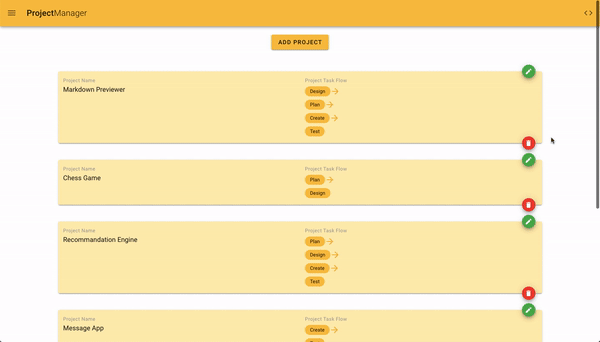 ProjectManager
ADD PROJECT
Project Name
Markdown Previewer
Project Task Flow
Design
Plan
Create
Test
Project Name
Chess Game
Project Task Flow
Plan
Design
Project Name
Recommandation Engine
Project Task Flow
Plan
Design
Create
Test
Project Name
Message App
Project Task Flow
Create